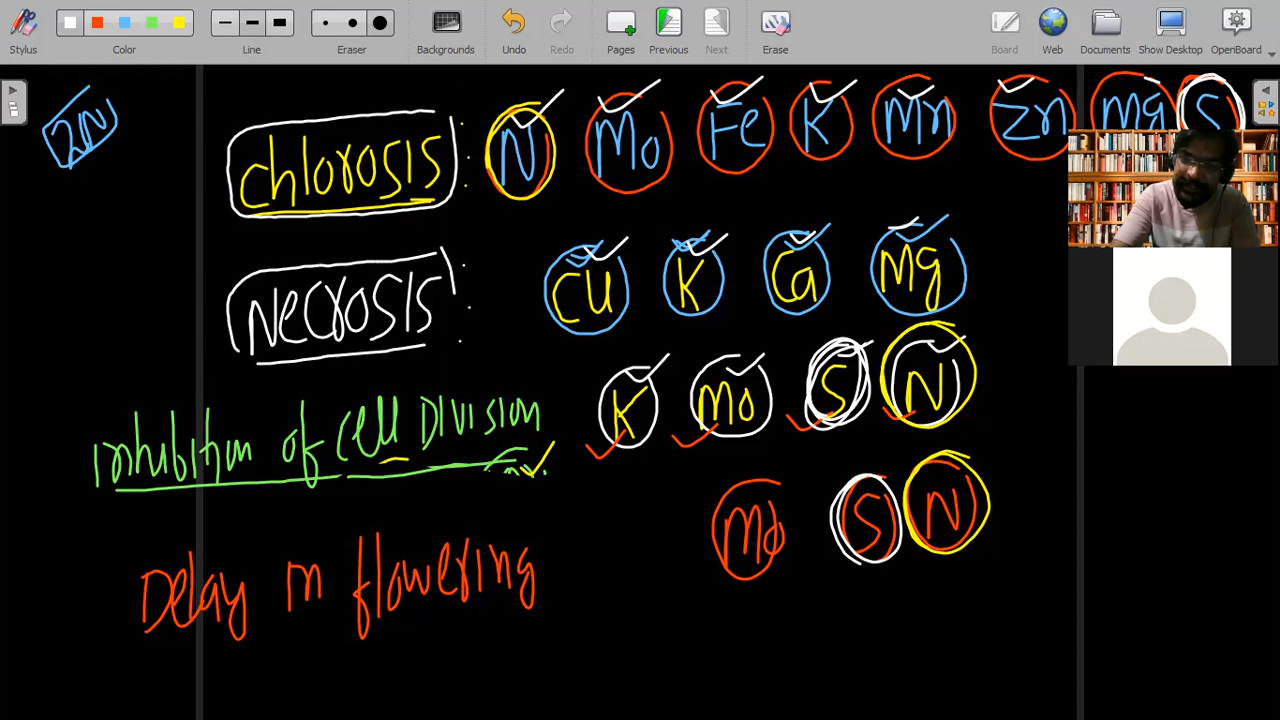 Stylus Color Line Eraser Backgrounds Undo Redo Pages Previous Next Erase Board Web Documents Show Desktop OpenBoard
2N
chlorosis : N Mo Fe K Mn Zn Mg S
Necrosis : Cu K Ca Mg
inhibition of cell Division K Mo S N
Mo S N
Delay in flowering